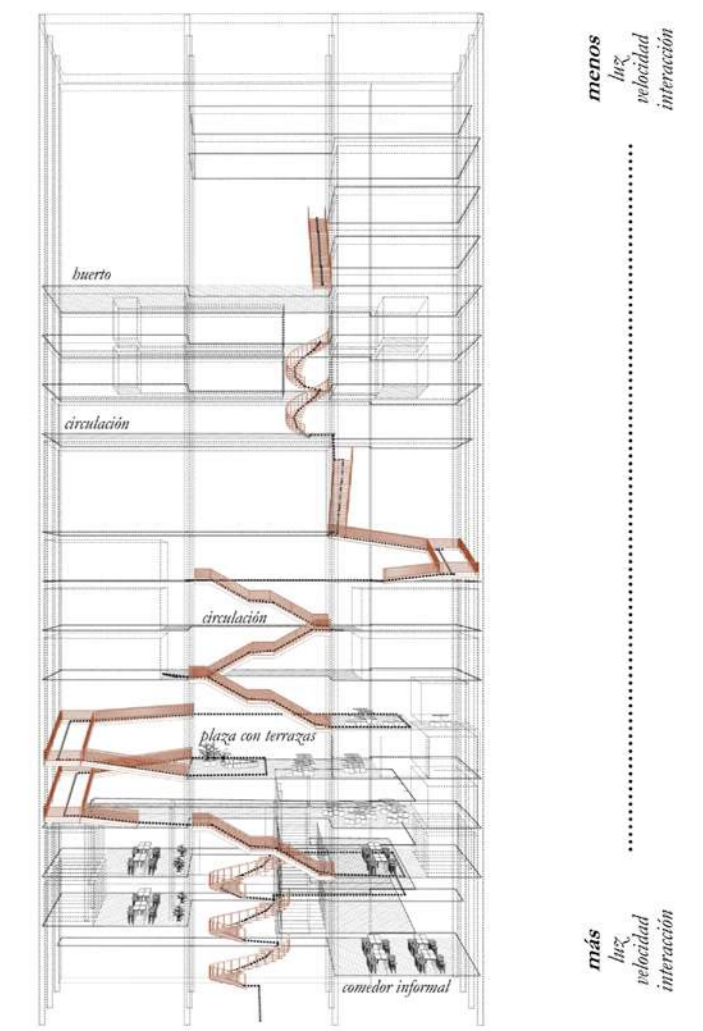 menos
luz
velocidad
interacción
huerto
circulación
circulación
plaza con terrazas
comedor informal
más
luz
velocidad
interacción